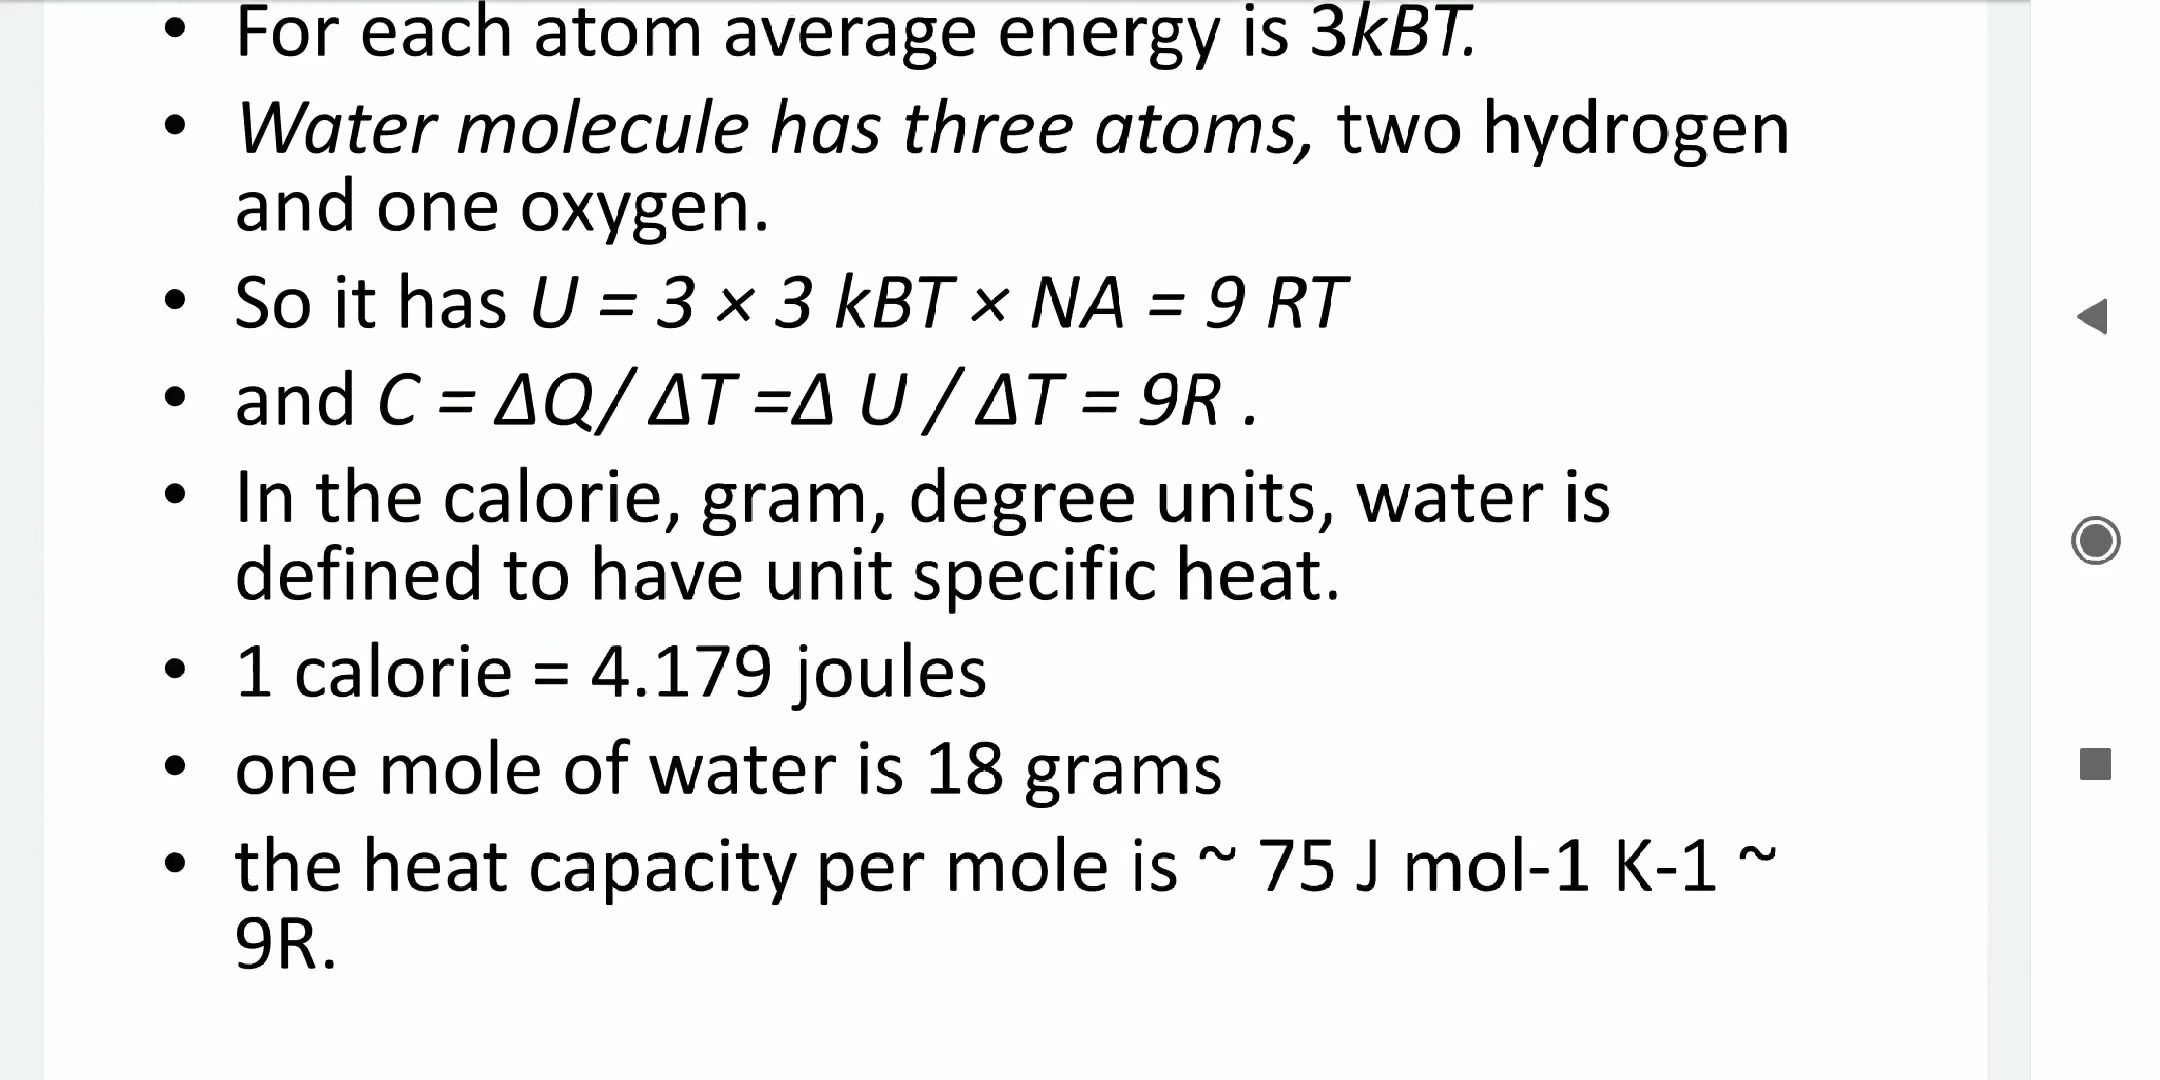 • For each atom average energy is 3kBT.
• Water molecule has three atoms, two hydrogen
and one oxygen.
• So it has U = 3 × 3 kBT × NA = 9 RT
• and C = ΔQ/ ΔT =Δ U / ΔT = 9R .
• In the calorie, gram, degree units, water is
defined to have unit specific heat.
• 1 calorie = 4.179 joules
• one mole of water is 18 grams
• the heat capacity per mole is ~ 75 J mol-1 K-1 ~
9R.